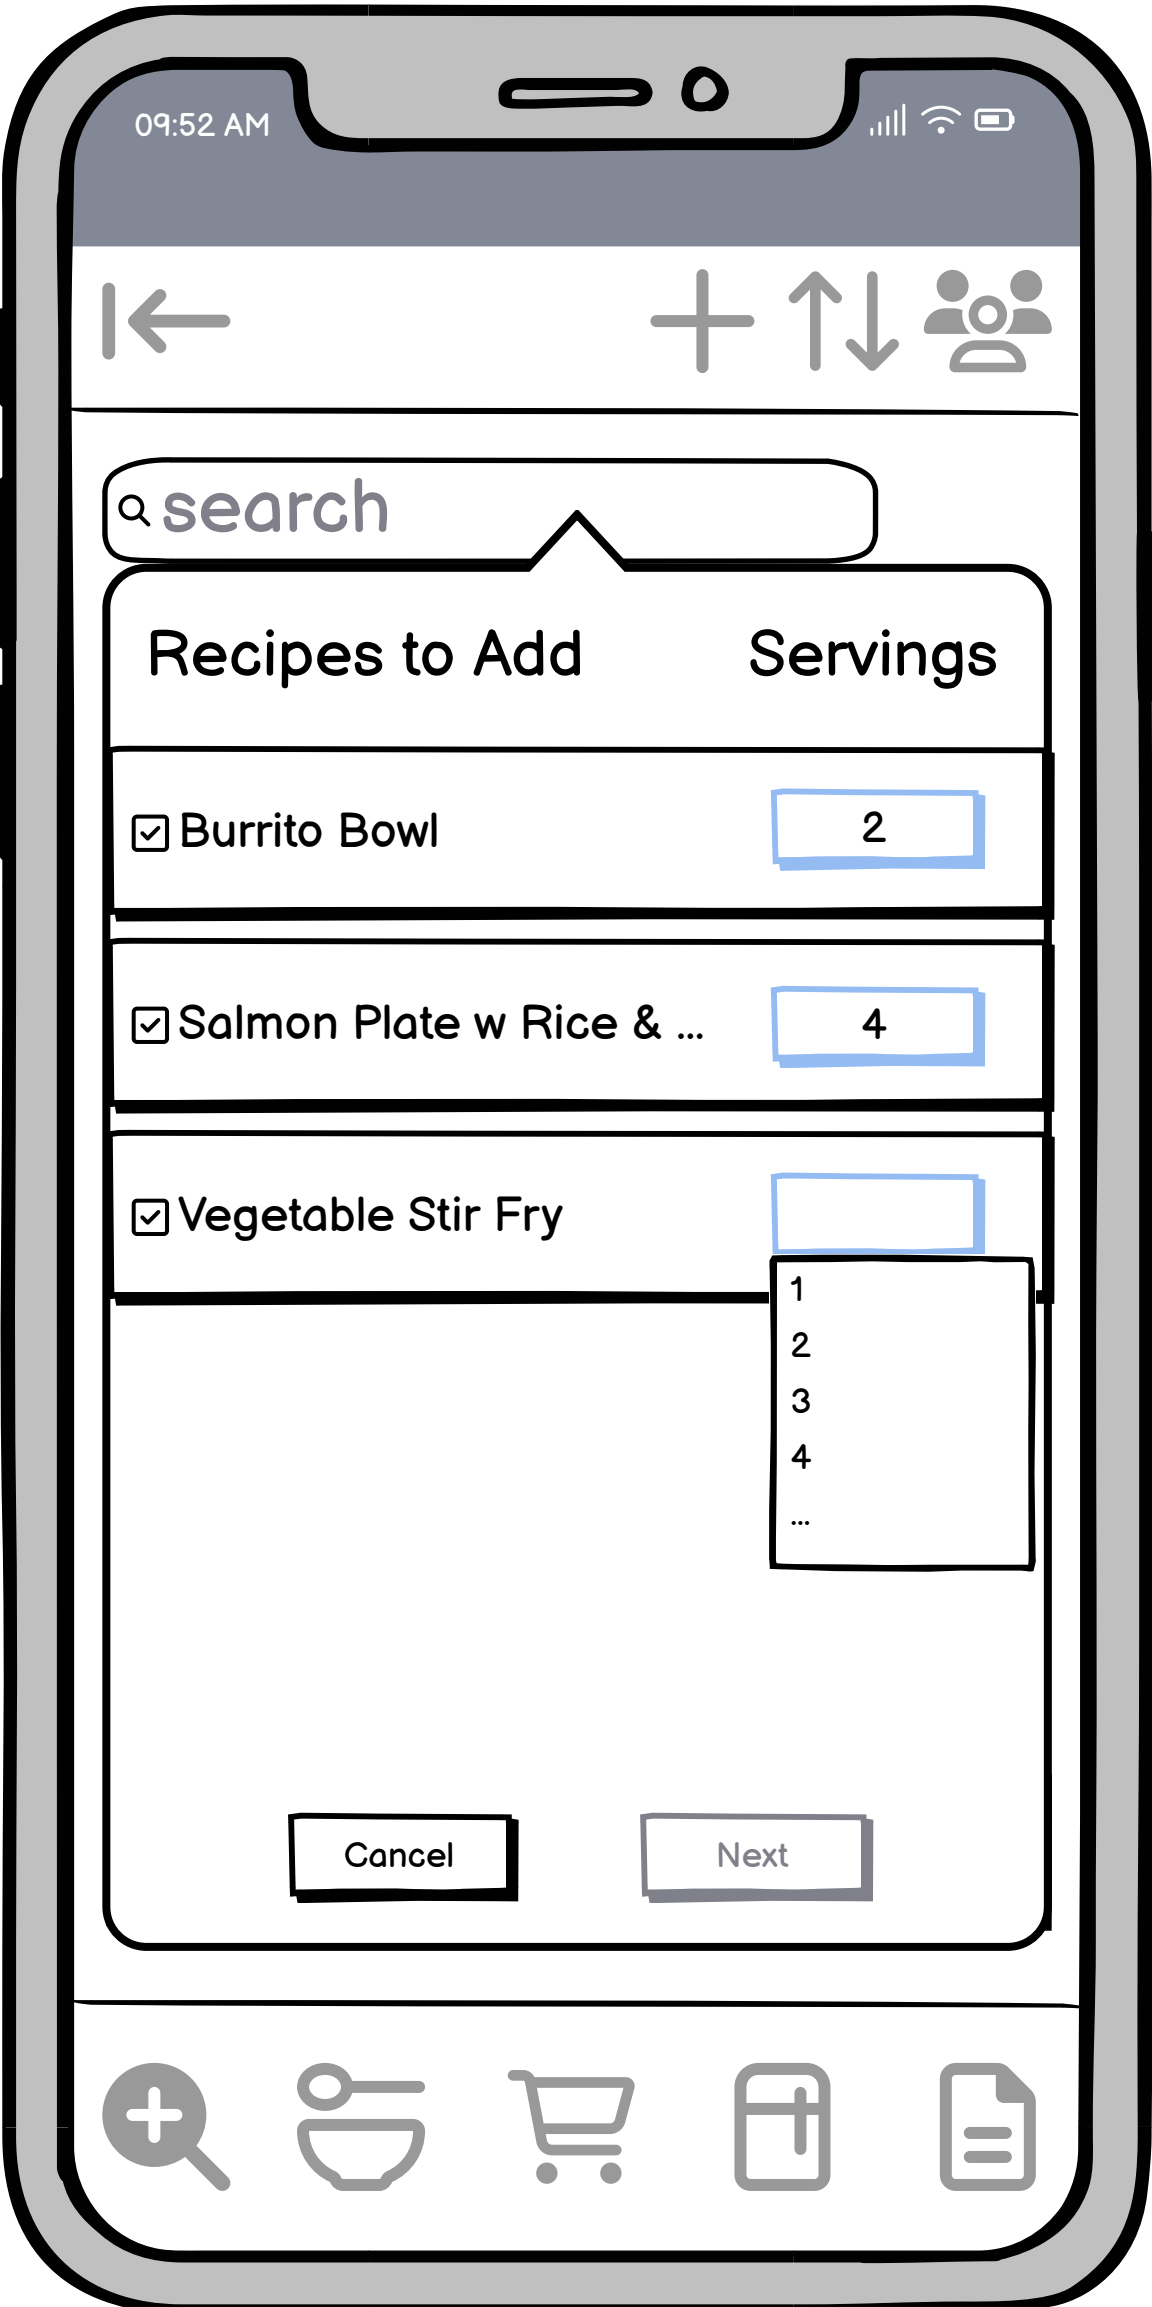 09:52 AM
search
Recipes to Add Servings
Burrito Bowl 2
Salmon Plate w Rice & ... 4
Vegetable Stir Fry
1
2
3
4
...
Cancel Next